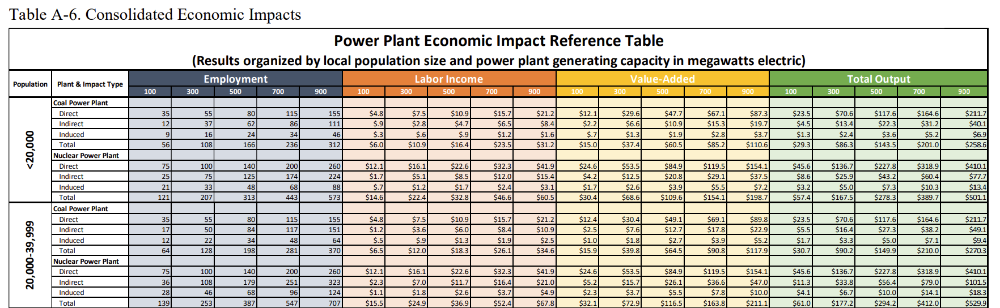 Table A-6. Consolidated Economic Impacts
Power Plant Economic Impact Reference Table
(Results organized by local population size and power plant generating capacity in megawatts electric)
Population Plant & Impact Type Employment Labor Income Value-Added Total Output
100 300 500 700 900 100 300 500 700 900 100 300 500 700 900 100 300 500 700 900
<20,000
Coal Power Plant
Direct 35 55 80 115 155 $4.8 $7.5 $10.9 $15.7 $21.2 $12.1 $29.6 $47.7 $67.1 $87.3 $23.5 $70.6 $117.6 $164.6 $211.7
Indirect 12 37 62 86 111 $.9 $2.8 $4.7 $6.5 $8.4 $2.2 $6.6 $10.9 $15.3 $19.7 $4.5 $13.4 $22.3 $31.2 $40.1
Induced 9 16 24 34 46 $.3 $.6 $.9 $1.2 $1.6 $.7 $1.3 $1.9 $2.8 $3.7 $1.3 $2.4 $3.6 $5.2 $6.9
Total 56 108 166 236 312 $6.0 $10.9 $16.4 $23.5 $31.2 $15.0 $37.4 $60.5 $85.2 $110.6 $29.3 $86.3 $143.5 $201.0 $258.6
Nuclear Power Plant
Direct 75 100 140 200 260 $12.1 $16.1 $22.6 $32.3 $41.9 $24.6 $53.5 $84.9 $119.5 $154.1 $45.6 $136.7 $227.8 $318.9 $410.1
Indirect 25 75 125 174 224 $1.7 $5.1 $8.5 $12.0 $15.4 $4.2 $12.5 $20.8 $29.1 $37.5 $8.6 $25.9 $43.2 $60.4 $77.7
Induced 21 33 48 68 88 $.7 $1.2 $1.7 $2.4 $3.1 $1.7 $2.6 $3.9 $5.5 $7.2 $3.2 $5.0 $7.3 $10.3 $13.4
Total 121 207 313 443 573 $14.6 $22.4 $32.8 $46.6 $60.5 $30.4 $68.6 $109.6 $154.1 $198.7 $57.4 $167.5 $278.3 $389.7 $501.1
20,000-39,999
Coal Power Plant
Direct 35 55 80 115 155 $4.8 $7.5 $10.9 $15.7 $21.2 $12.4 $30.4 $49.1 $69.1 $89.8 $23.5 $70.6 $117.6 $164.6 $211.7
Indirect 17 50 84 117 151 $1.2 $3.6 $6.0 $8.4 $10.9 $2.5 $7.6 $12.7 $17.8 $22.9 $5.5 $16.4 $27.3 $38.2 $49.1
Induced 12 22 34 48 64 $.5 $.9 $1.3 $1.9 $2.5 $1.0 $1.8 $2.7 $3.9 $5.2 $1.7 $3.3 $5.0 $7.1 $9.4
Total 64 128 198 281 370 $6.5 $12.0 $18.3 $26.1 $34.6 $15.9 $39.8 $64.5 $90.8 $117.9 $30.7 $90.2 $149.9 $210.0 $270.3
Nuclear Power Plant
Direct 75 100 140 200 260 $12.1 $16.1 $22.6 $32.3 $41.9 $24.6 $53.5 $84.9 $119.5 $154.1 $45.6 $136.7 $227.8 $318.9 $410.1
Indirect 36 108 179 251 323 $2.3 $7.0 $11.7 $16.4 $21.0 $5.2 $15.7 $26.1 $36.6 $47.0 $11.3 $33.8 $56.4 $79.0 $101.5
Induced 28 46 68 96 124 $1.1 $1.8 $2.6 $3.7 $4.9 $2.3 $3.7 $5.5 $7.8 $10.0 $4.1 $6.7 $10.0 $14.1 $18.3
Total 139 253 387 547 707 $15.5 $24.9 $36.9 $52.4 $67.8 $32.1 $72.9 $116.5 $163.8 $211.1 $61.0 $177.2 $294.2 $412.0 $529.9